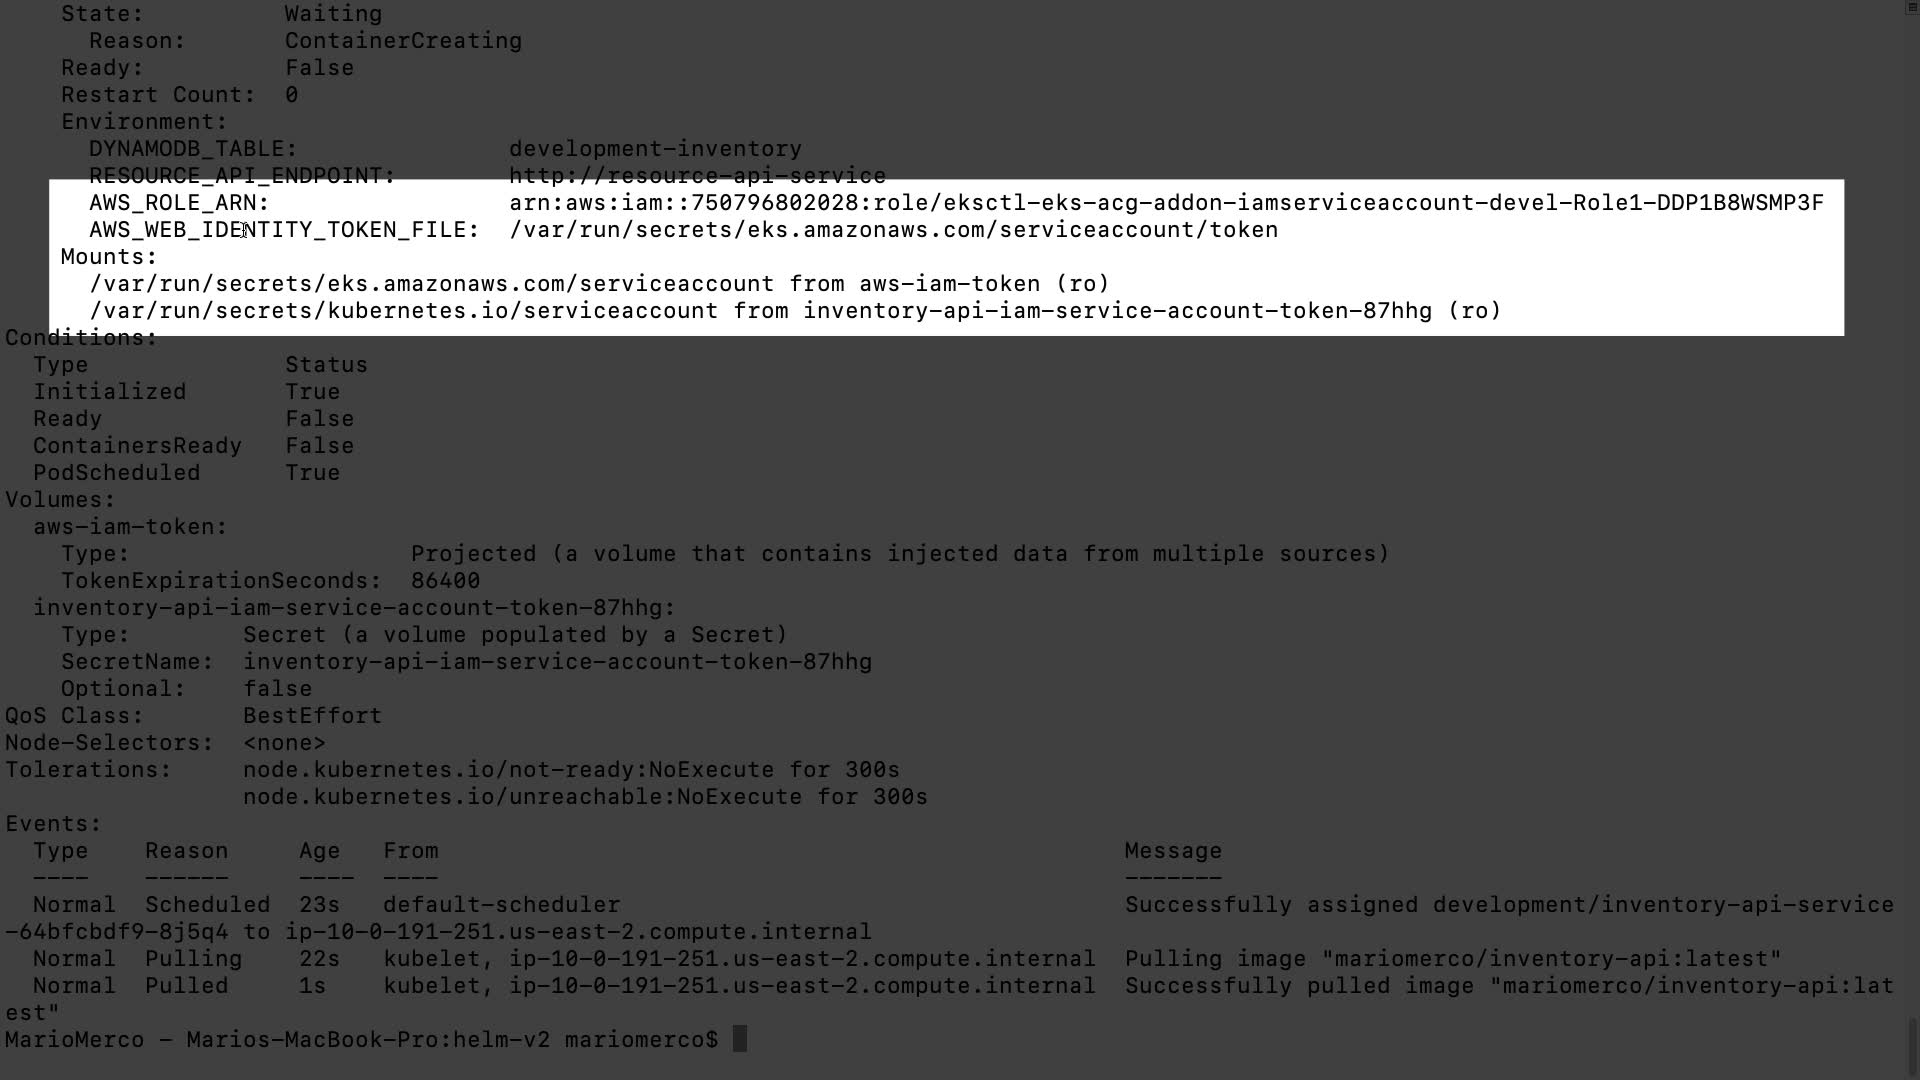 State: Waiting
Reason: ContainerCreating
Ready: False
Restart Count: 0
Environment:
DYNAMODB_TABLE: development-inventory
RESOURCE_API_ENDPOINT: http://resource-api-service
AWS_ROLE_ARN: arn:aws:iam::750796802028:role/eksctl-eks-acg-addon-iamserviceaccount-devel-Role1-DDP1B8WSMP3F
AWS_WEB_IDENTITY_TOKEN_FILE: /var/run/secrets/eks.amazonaws.com/serviceaccount/token
Mounts:
/var/run/secrets/eks.amazonaws.com/serviceaccount from aws-iam-token (ro)
/var/run/secrets/kubernetes.io/serviceaccount from inventory-api-iam-service-account-token-87hhg (ro)
Conditions:
Type Status
Initialized True
Ready False
ContainersReady False
PodScheduled True
Volumes:
aws-iam-token:
Type: Projected (a volume that contains injected data from multiple sources)
TokenExpirationSeconds: 86400
inventory-api-iam-service-account-token-87hhg:
Type: Secret (a volume populated by a Secret)
SecretName: inventory-api-iam-service-account-token-87hhg
Optional: false
QoS Class: BestEffort
Node-Selectors: <none>
Tolerations: node.kubernetes.io/not-ready:NoExecute for 300s
node.kubernetes.io/unreachable:NoExecute for 300s
Events:
Type Reason Age From Message
---- ------ ---- ---- -------
Normal Scheduled 23s default-scheduler Successfully assigned development/inventory-api-service
-64bfcbdf9-8j5q4 to ip-10-0-191-251.us-east-2.compute.internal
Normal Pulling 22s kubelet, ip-10-0-191-251.us-east-2.compute.internal Pulling image "mariomerco/inventory-api:latest"
Normal Pulled 1s kubelet, ip-10-0-191-251.us-east-2.compute.internal Successfully pulled image "mariomerco/inventory-api:lat
est"
MarioMerco - Marios-MacBook-Pro:helm-v2 mariomerco$